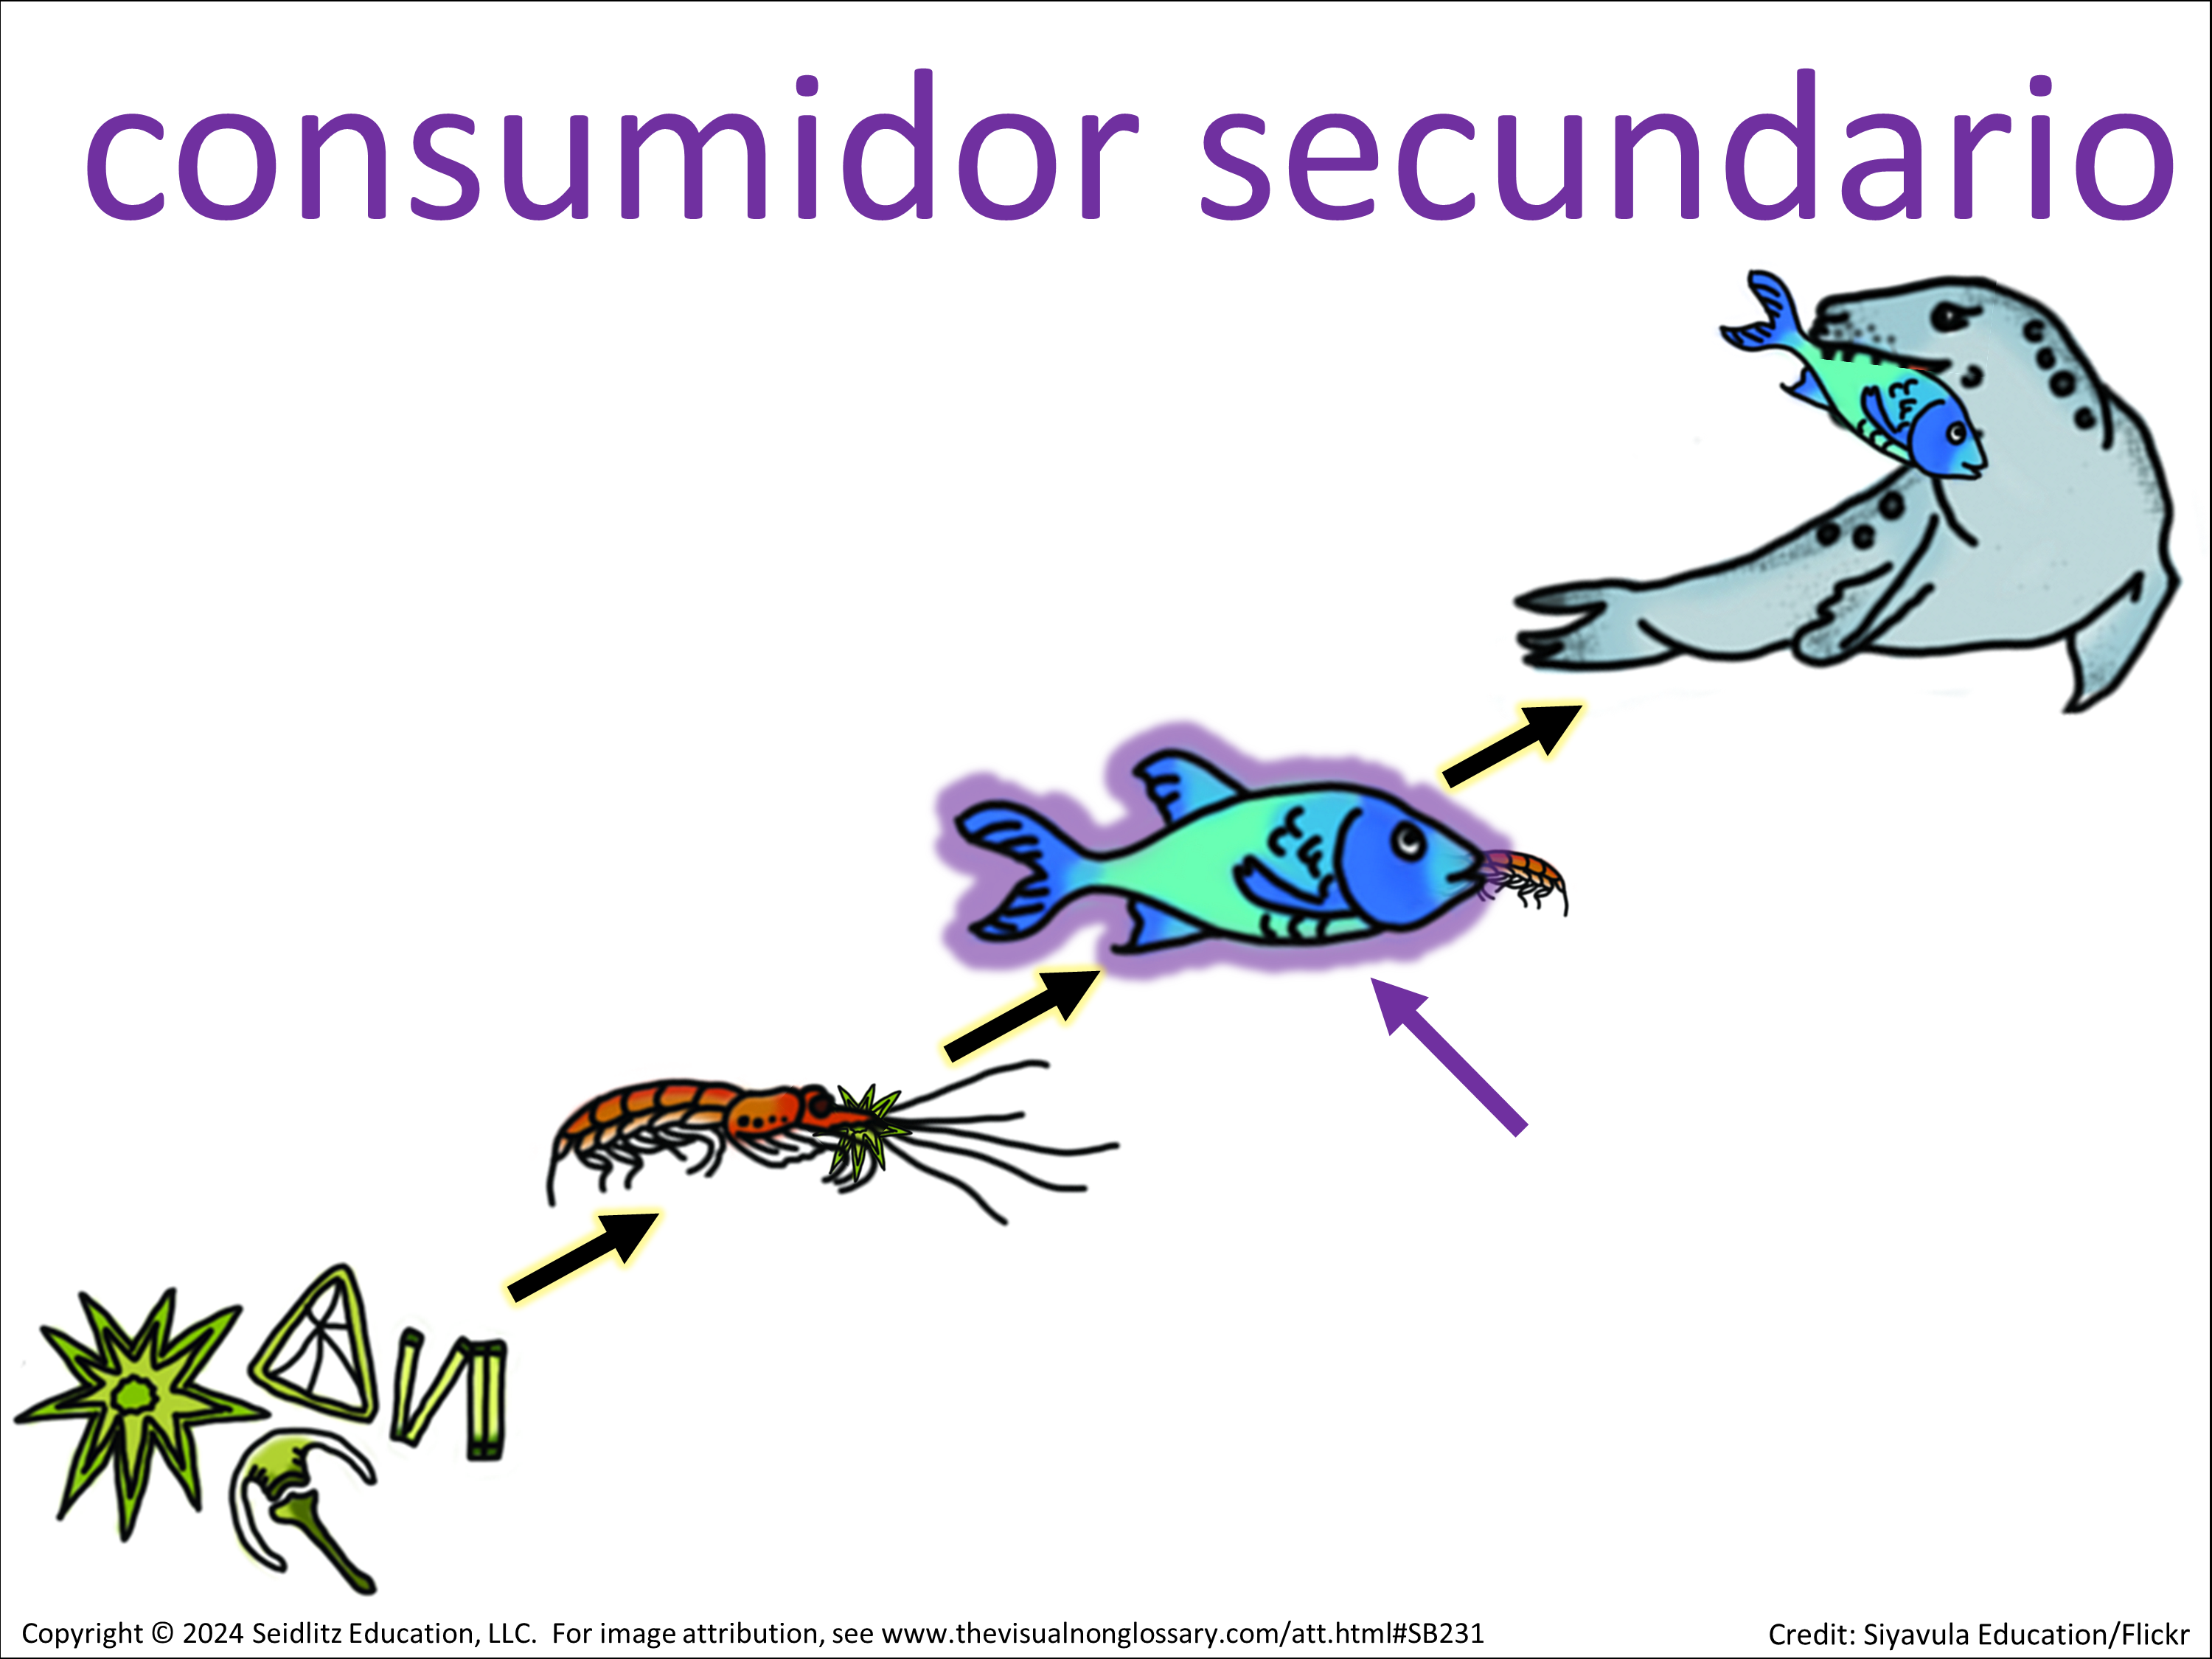 consumidor secundario
Copyright © 2024 Seidlitz Education, LLC.  For image attribution, see www.thevisualnonglossary.com/att.html#SB231
Credit: Siyavula Education/Flickr